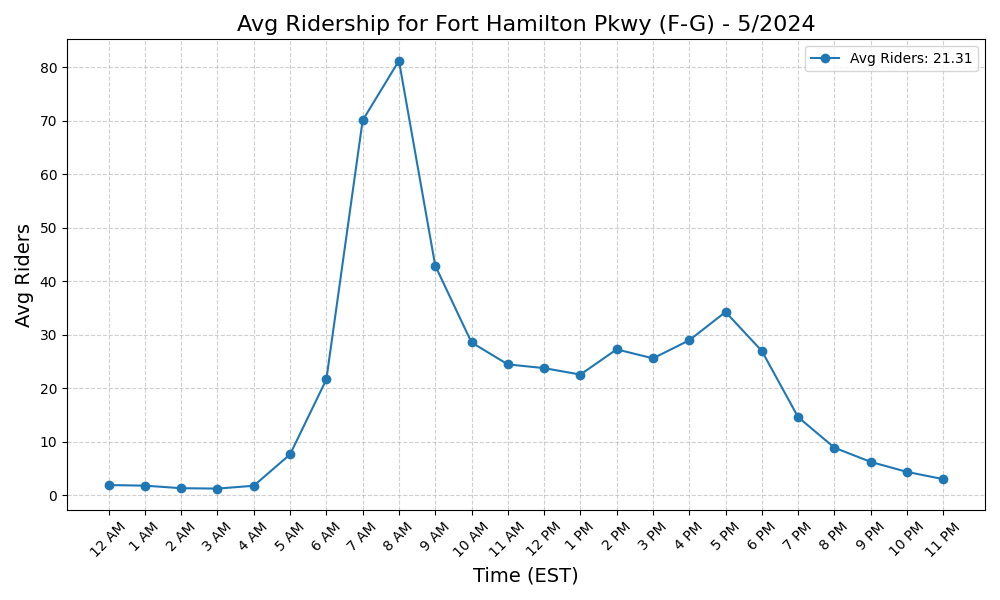 Avg Ridership for Fort Hamilton Pkwy (F-G) - 5/2024
Avg Riders: 21.31
Avg Riders
80
70
60
50
40
30
20
10
0
12 AM 1 AM 2 AM 3 AM 4 AM 5 AM 6 AM 7 AM 8 AM 9 AM 10 AM 11 AM 12 PM 1 PM 2 PM 3 PM 4 PM 5 PM 6 PM 7 PM 8 PM 9 PM 10 PM 11 PM
Time (EST)